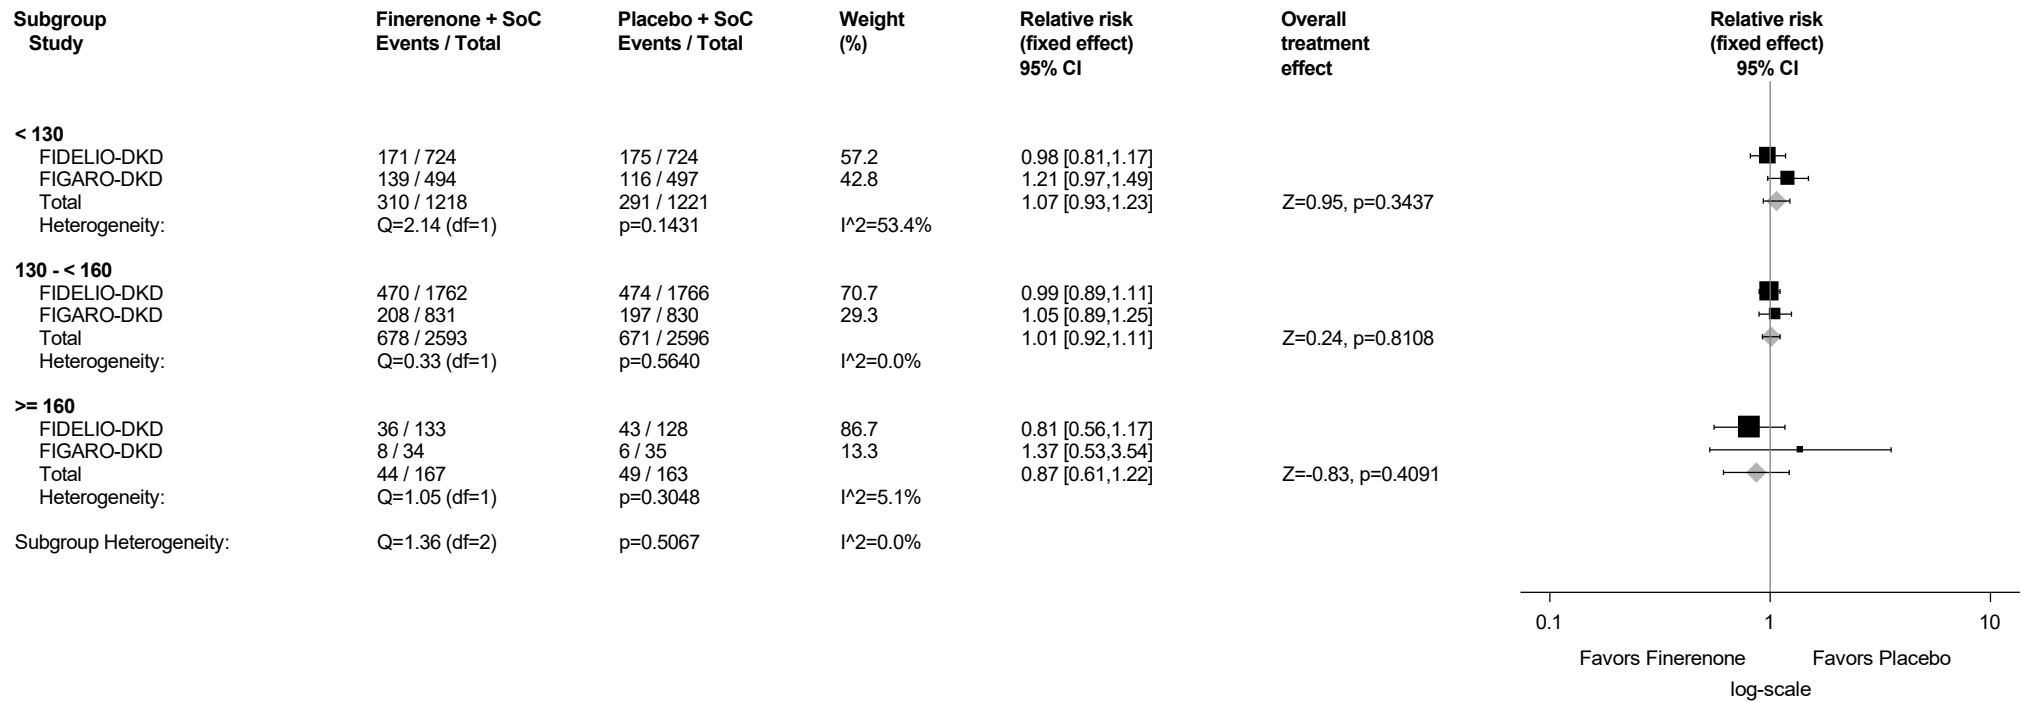 Subgroup Finerenone + SoC Placebo + SoC Weight Relative risk Overall Relative risk
Study Events / Total Events / Total (%) (fixed effect) treatment (fixed effect)
95% CI effect 95% CI
< 130
FIDELIO-DKD 171 / 724 175 / 724 57.2 0.98 [0.81,1.17]
FIGARO-DKD 139 / 494 116 / 497 42.8 1.21 [0.97,1.49]
Total 310 / 1218 291 / 1221 1.07 [0.93,1.23] Z=0.95, p=0.3437
Heterogeneity: Q=2.14 (df=1) p=0.1431 I^2=53.4%
130 - < 160
FIDELIO-DKD 470 / 1762 474 / 1766 70.7 0.99 [0.89,1.11]
FIGARO-DKD 208 / 831 197 / 830 29.3 1.05 [0.89,1.25]
Total 678 / 2593 671 / 2596 1.01 [0.92,1.11] Z=0.24, p=0.8108
Heterogeneity: Q=0.33 (df=1) p=0.5640 I^2=0.0%
>= 160
FIDELIO-DKD 36 / 133 43 / 128 86.7 0.81 [0.56,1.17]
FIGARO-DKD 8 / 34 6 / 35 13.3 1.37 [0.53,3.54]
Total 44 / 167 49 / 163 0.87 [0.61,1.22] Z=-0.83, p=0.4091
Heterogeneity: Q=1.05 (df=1) p=0.3048 I^2=5.1%
Subgroup Heterogeneity: Q=1.36 (df=2) p=0.5067 I^2=0.0%
0.1 1 10
Favors Finerenone Favors Placebo
log-scale